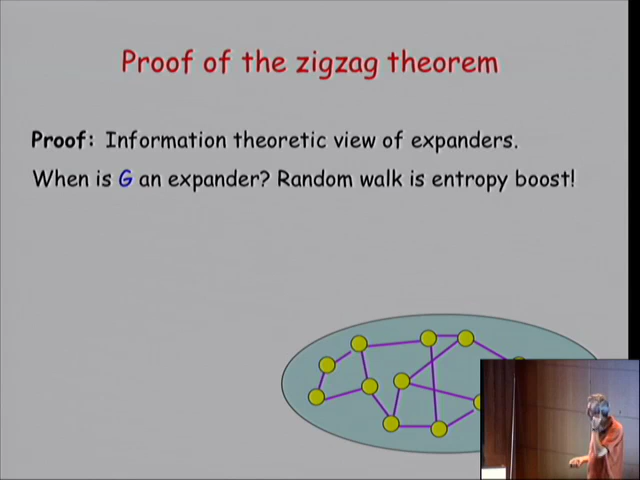 Proof of the zigzag theorem
Proof: Information theoretic view of expanders.
When is G an expander? Random walk is entropy boost!